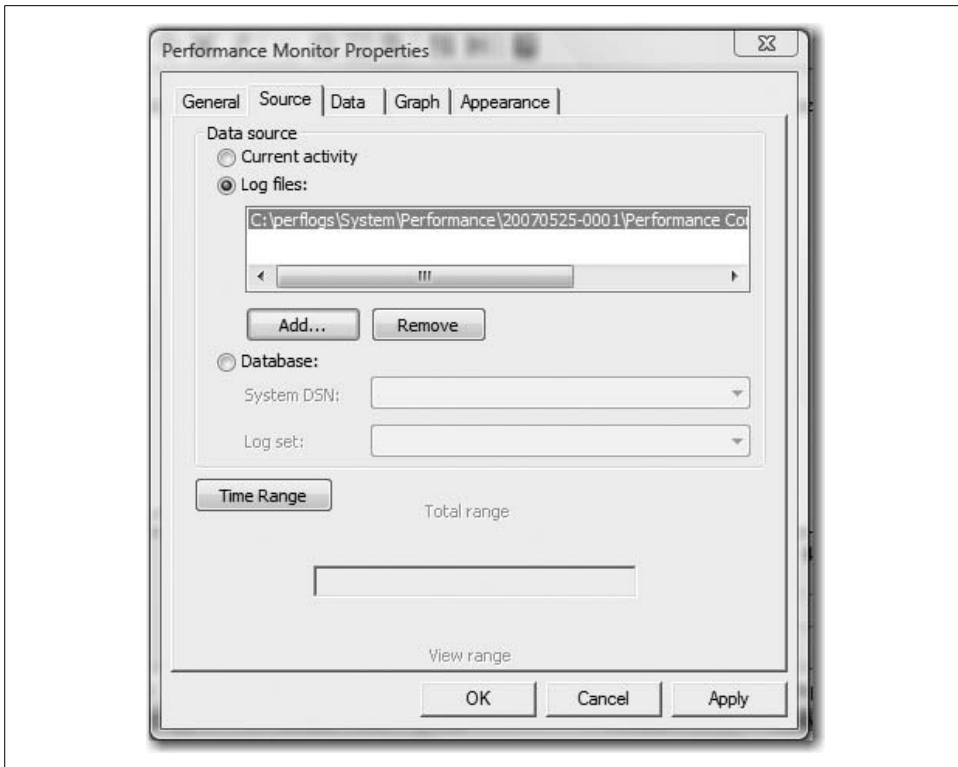 Performance Monitor Properties
General Source Data Graph Appearance
Data source
Current activity
Log files:
C:\perflogs\System\Performance\20070525-0001\Performance
Add... Remove
Database:
System DSN:
Log set:
Time Range
Total range
View range
OK Cancel Apply